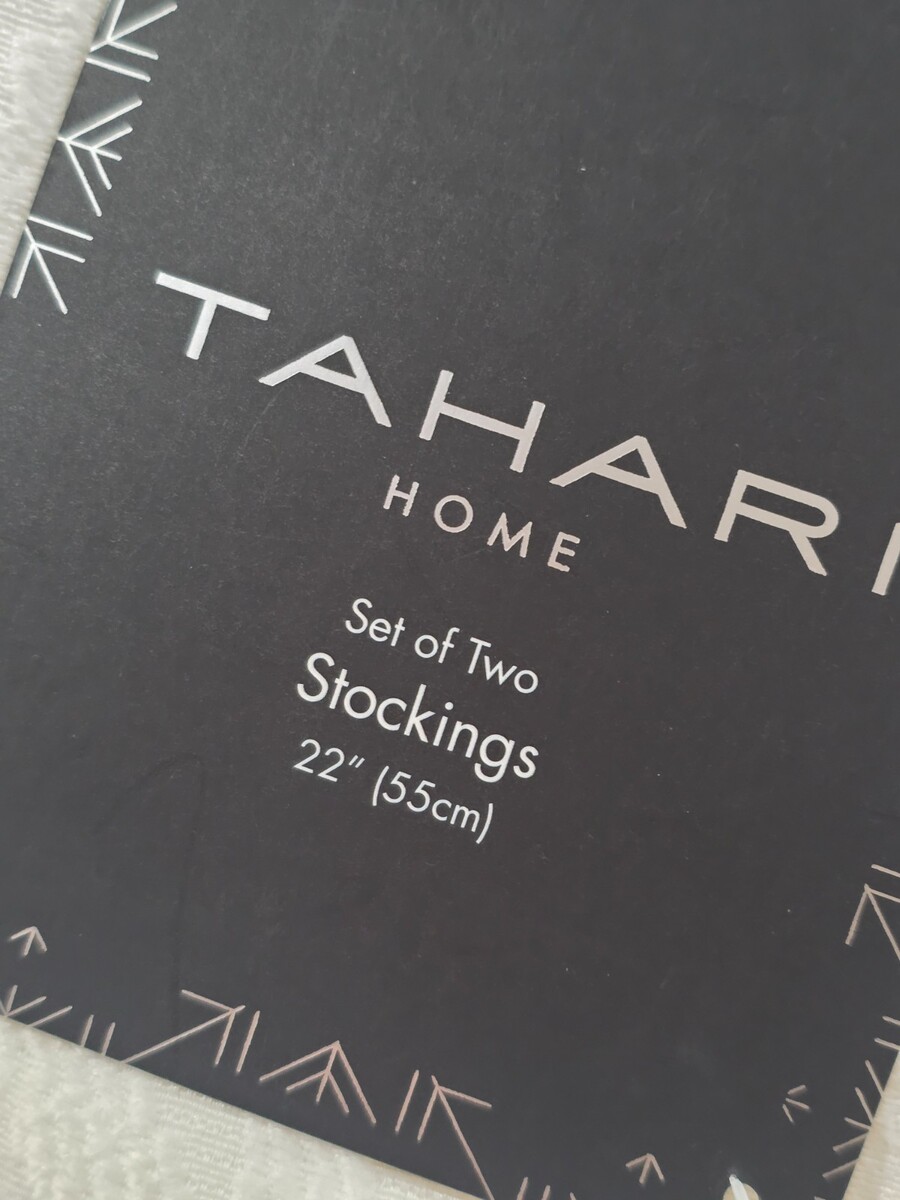 TAHARI
HOME
Set of Two
Stockings
22" (55cm)